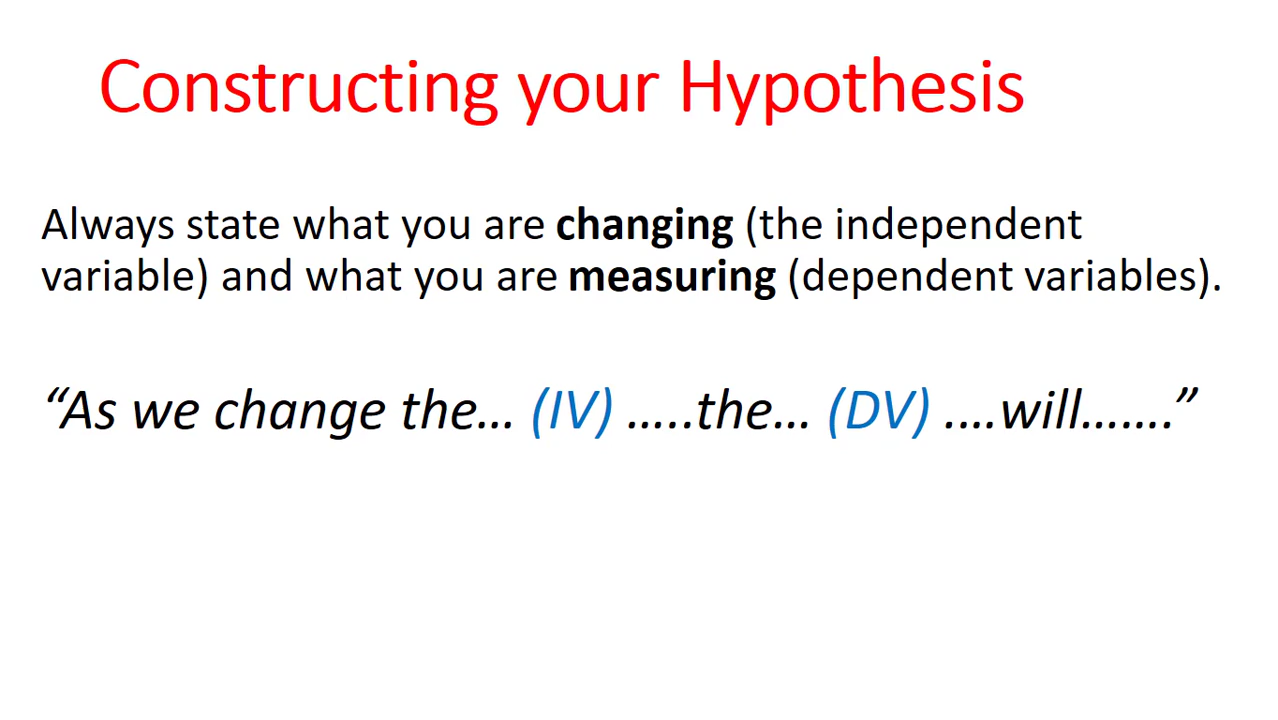 Constructing your Hypothesis
Always state what you are changing (the independent
variable) and what you are measuring (dependent variables).
“As we change the… (IV) …..the… (DV) ….will…….”